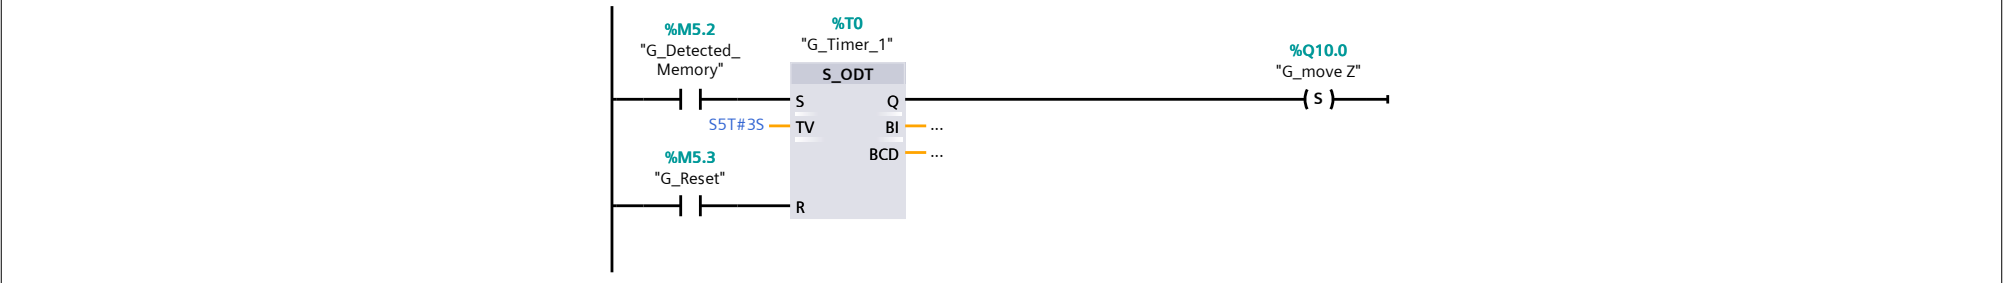 %M5.2
"G_Detected_
Memory"
%T0
"G_Timer_1"
S_ODT
%Q10.0
"G_move Z"
S
Q
S
S5T#3S
TV
BI
...
BCD
...
%M5.3
"G_Reset"
R